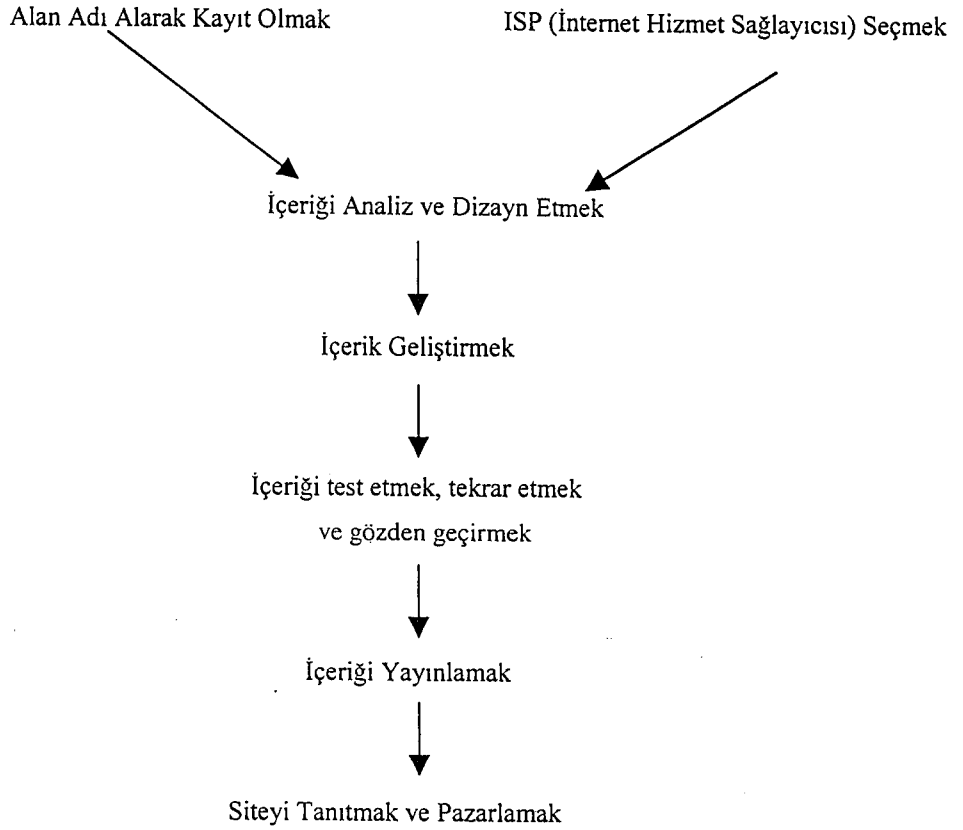 Alan Adı Alarak Kayıt Olmak
ISP (İnternet Hizmet Sağlayıcısı) Seçmek
İçeriği Analiz ve Dizayn Etmek
İçerik Geliştirmek
İçeriği test etmek, tekrar etmek
ve gözden geçirmek
İçeriği Yayınlamak
Siteyi Tanıtmak ve Pazarlamak